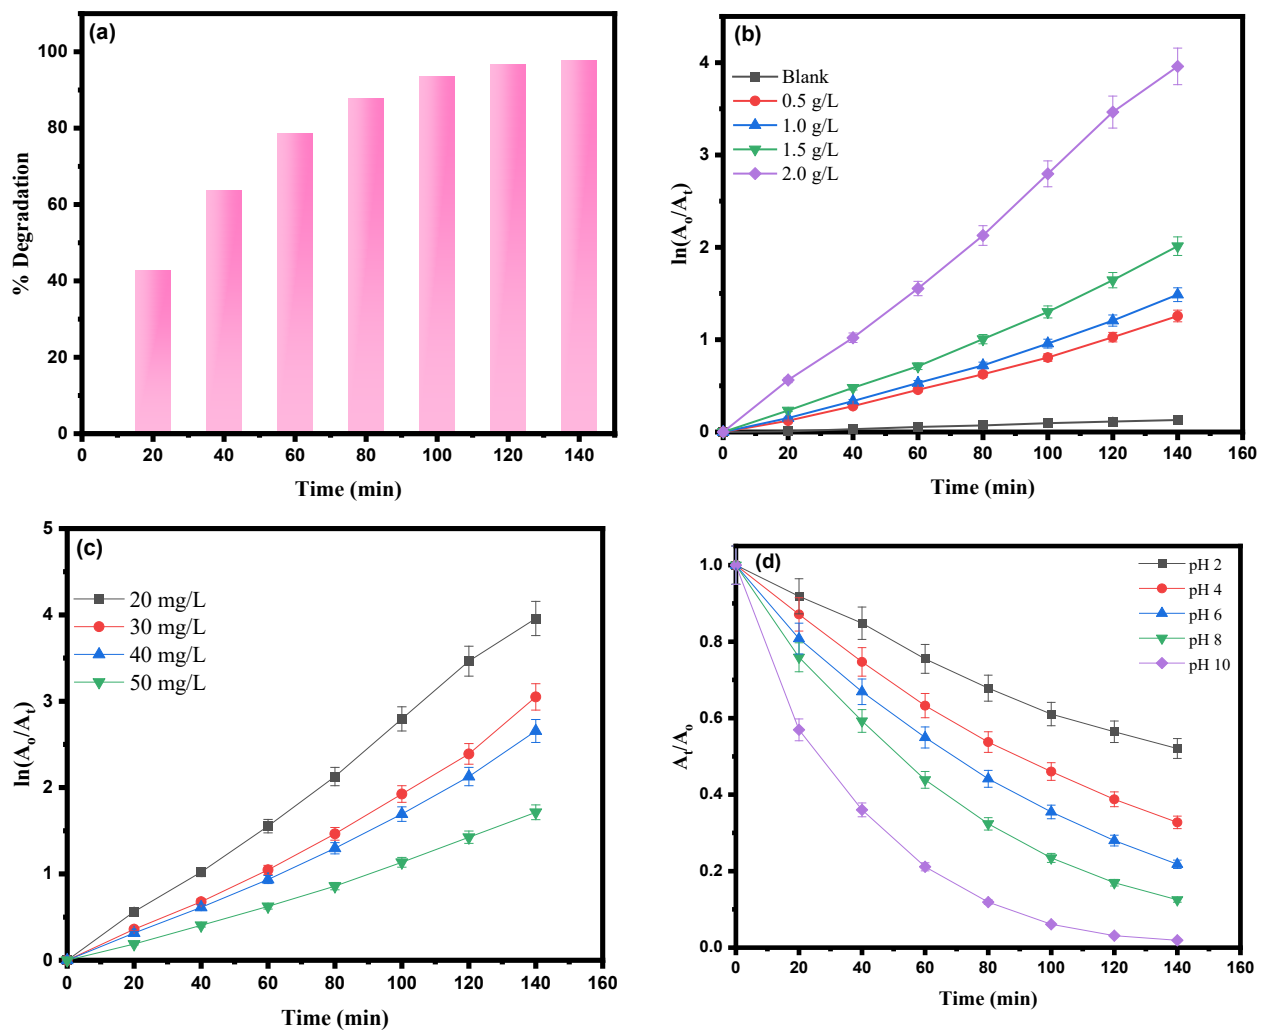 (a)
% Degradation
100
80
60
40
20
0
0 20 40 60 80 100 120 140
Time (min)
(b)
Blank
0.5 g/L
1.0 g/L
1.5 g/L
2.0 g/L
ln(Ao/At)
4
3
2
1
0
0 20 40 60 80 100 120 140 160
Time (min)
(c)
20 mg/L
30 mg/L
40 mg/L
50 mg/L
ln(Ao/At)
5
4
3
2
1
0
0 20 40 60 80 100 120 140 160
Time (min)
(d)
pH 2
pH 4
pH 6
pH 8
pH 10
At/Ao
1.0
0.8
0.6
0.4
0.2
0.0
0 20 40 60 80 100 120 140 160
Time (min)